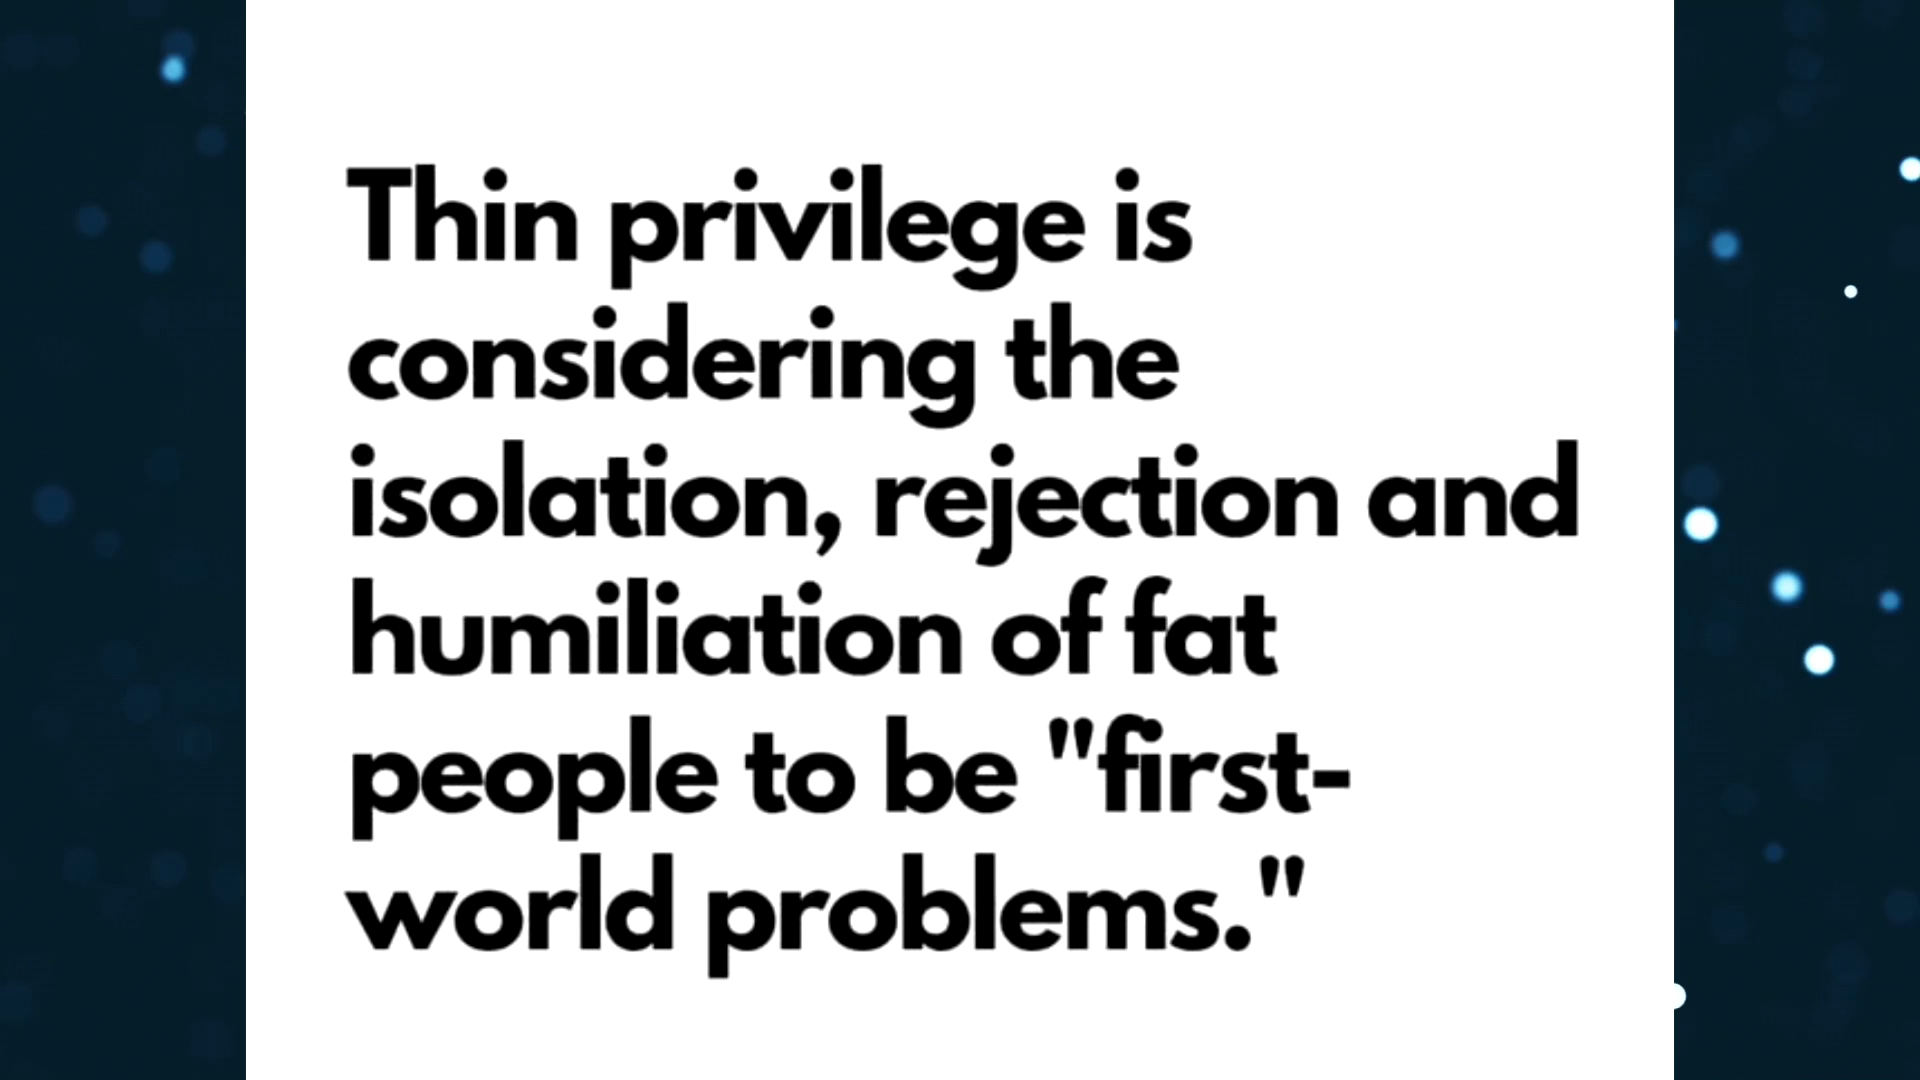 Thin privilege is
considering the
isolation, rejection and
humiliation of fat
people to be "first-
world problems."